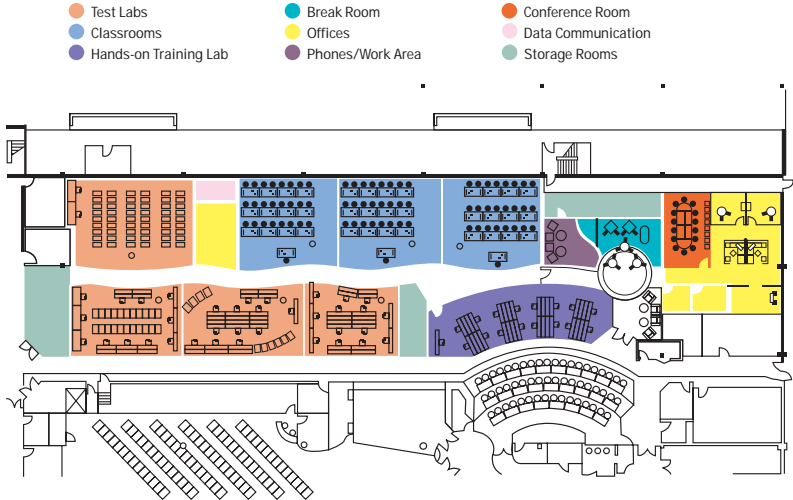 Test Labs
Classrooms
Hands-on Training Lab
Break Room
Offices
Phones/Work Area
Conference Room
Data Communication
Storage Rooms